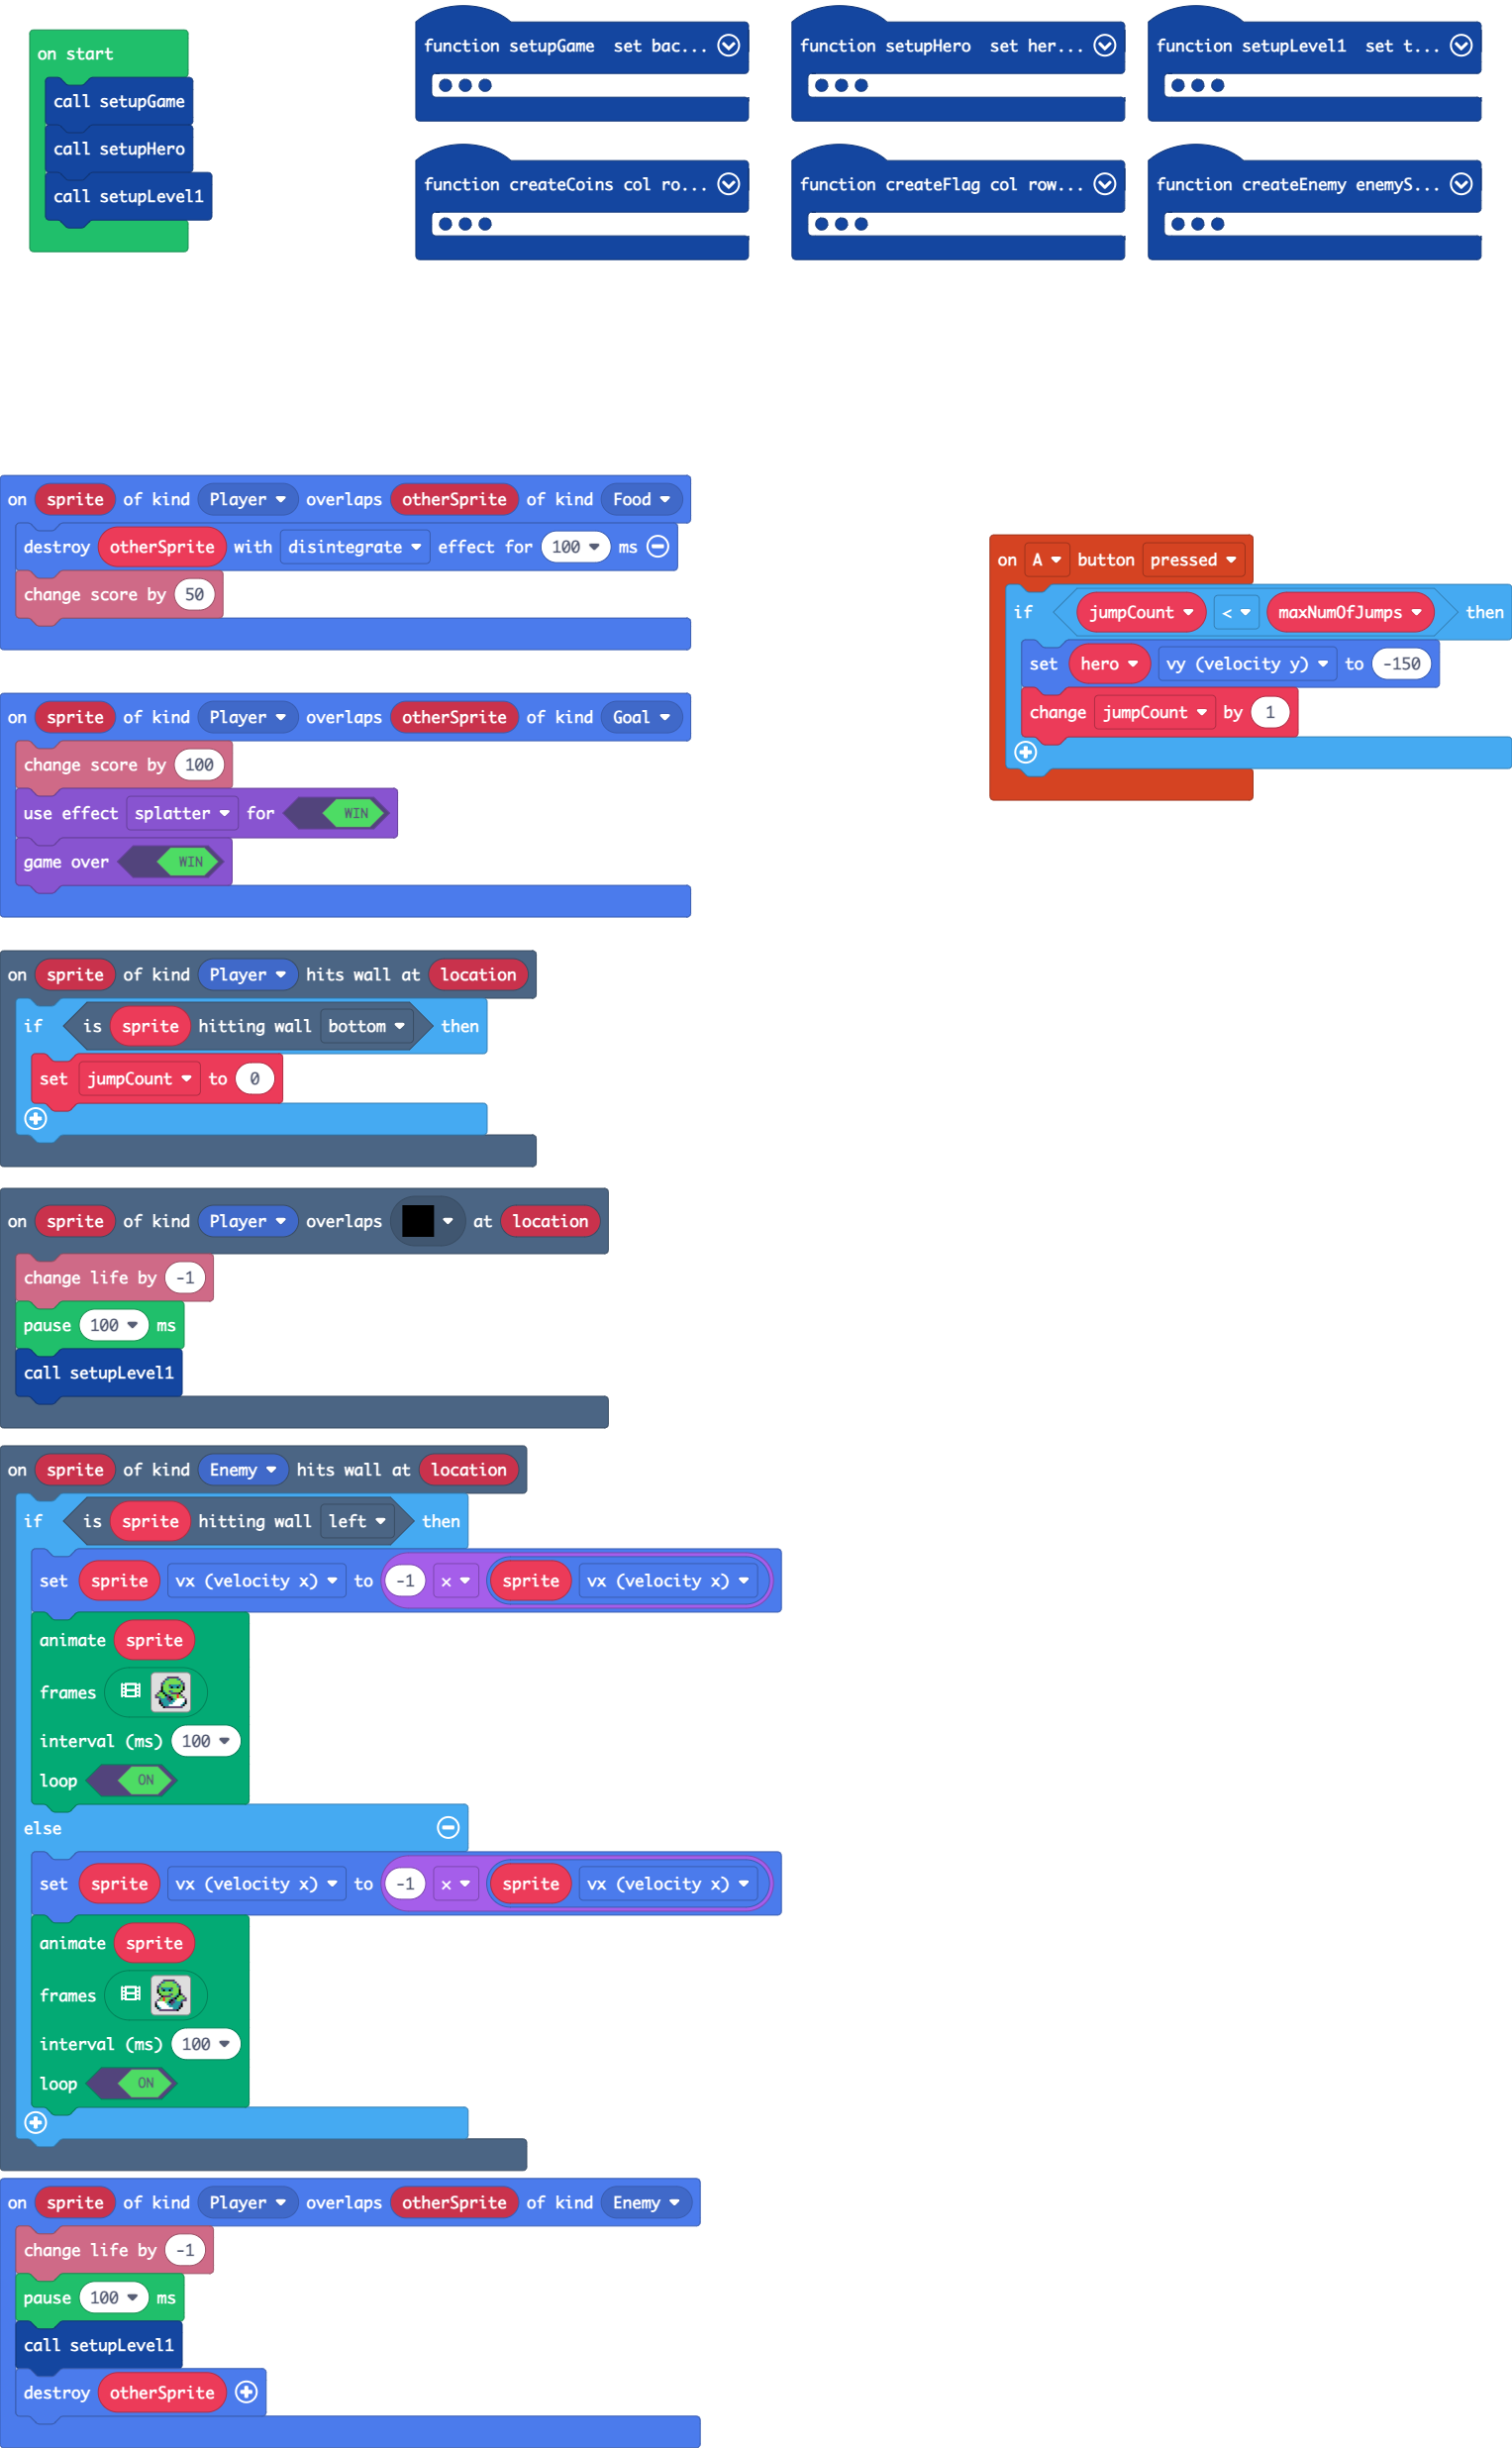 on start
call setupGame
call setupHero
call setupLevel1
function setupGame  set bac...
function setupHero  set her...
function setupLevel1  set t...
function createCoins col ro...
function createFlag col row...
function createEnemy enemyS...
on sprite of kind Player overlaps otherSprite of kind Food
destroy otherSprite with disintegrate effect for 100 ms
change score by 50
on A button pressed
if jumpCount < maxNumOfJumps then
set hero vy (velocity y) to -150
change jumpCount by 1
on sprite of kind Player overlaps otherSprite of kind Goal
change score by 100
use effect splatter for WIN
game over WIN
on sprite of kind Player hits wall at location
if is sprite hitting wall bottom then
set jumpCount to 0
on sprite of kind Player overlaps at location
change life by -1
pause 100 ms
call setupLevel1
on sprite of kind Enemy hits wall at location
if is sprite hitting wall left then
set sprite vx (velocity x) to -1 × sprite vx (velocity x)
animate sprite
frames
interval (ms) 100
loop ON
else
set sprite vx (velocity x) to -1 × sprite vx (velocity x)
animate sprite
frames
interval (ms) 100
loop ON
on sprite of kind Player overlaps otherSprite of kind Enemy
change life by -1
pause 100 ms
call setupLevel1
destroy otherSprite